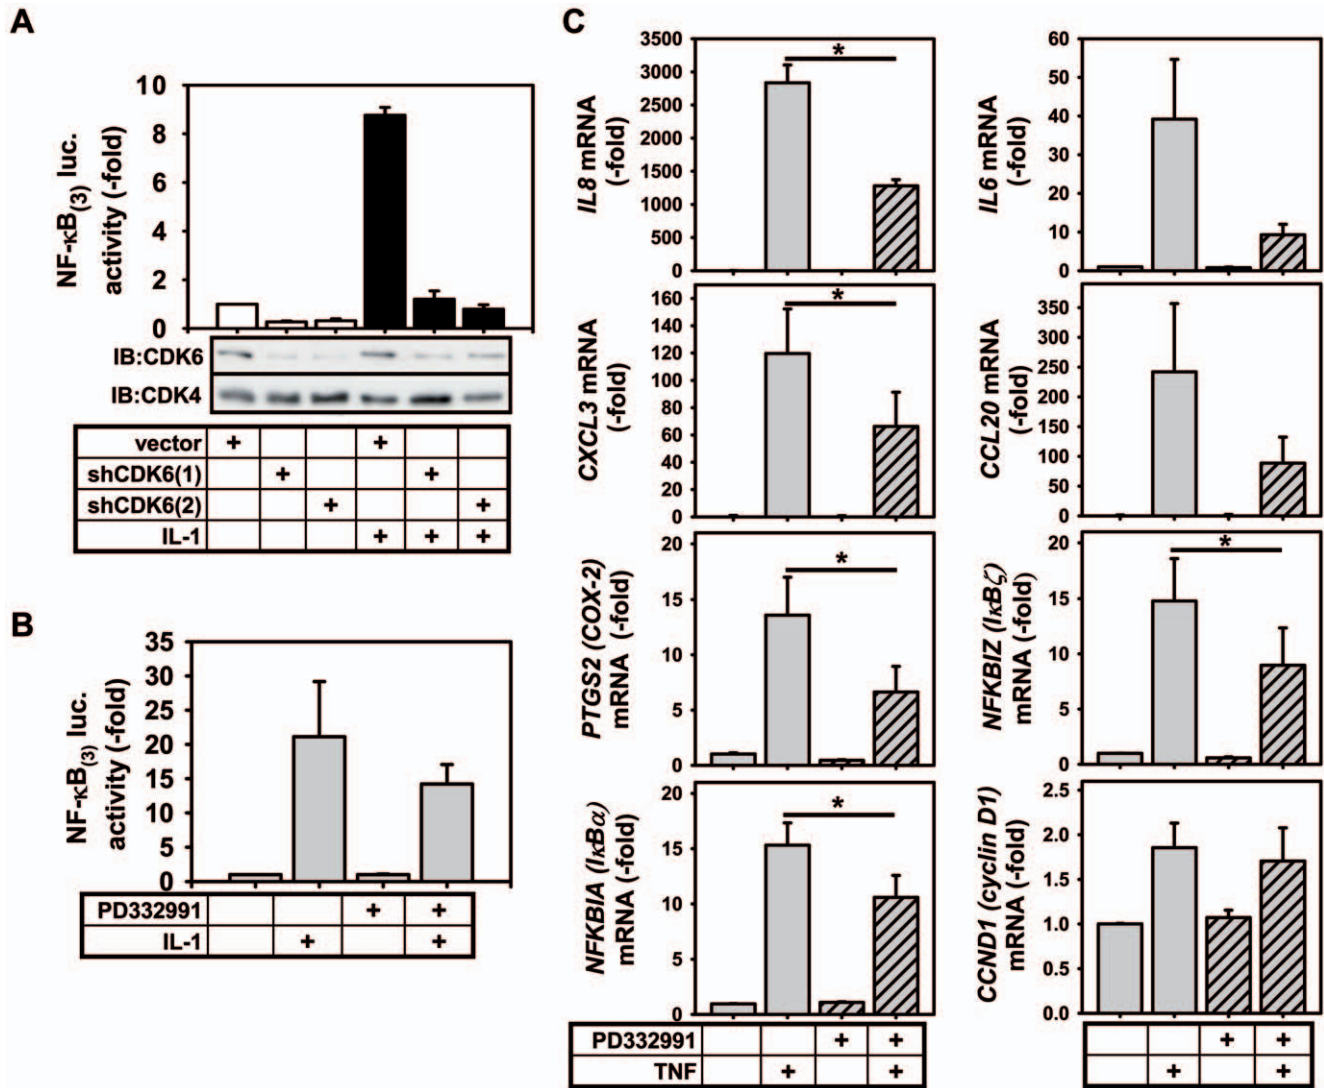 A
NF-κB(3) luc.
activity (-fold)
10
8
6
4
2
0
IB:CDK6
IB:CDK4
vector + +
shCDK6(1) + +
shCDK6(2) + +
IL-1 + + +
B
NF-κB(3) luc.
activity (-fold)
35
30
25
20
15
10
5
0
PD332991 + +
IL-1 + +
C
IL8 mRNA
(-fold)
3500
3000
2500
2000
1500
1000
500
0
*
IL6 mRNA
(-fold)
60
50
40
30
20
10
0
CXCL3 mRNA
(-fold)
160
140
120
100
80
60
40
20
0
*
CCL20 mRNA
(-fold)
350
300
250
200
150
100
50
0
PTGS2 (COX-2)
mRNA (-fold)
20
15
10
5
0
*
NFKBIZ (IκBζ)
mRNA (-fold)
20
15
10
5
0
*
NFKBIA (IκBα)
mRNA (-fold)
20
15
10
5
0
*
CCND1 (cyclin D1)
mRNA (-fold)
2.5
2.0
1.5
1.0
0.5
0.0
PD332991 + +
TNF + +
+ +
+ +